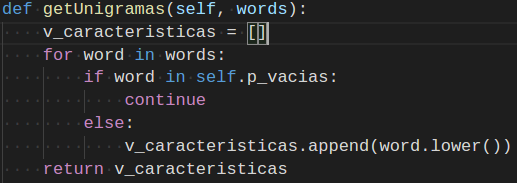 def getUnigramas(self, words):
    v_caracteristicas = []
    for word in words:
        if word in self.p_vacias:
            continue
        else:
            v_caracteristicas.append(word.lower())
    return v_caracteristicas